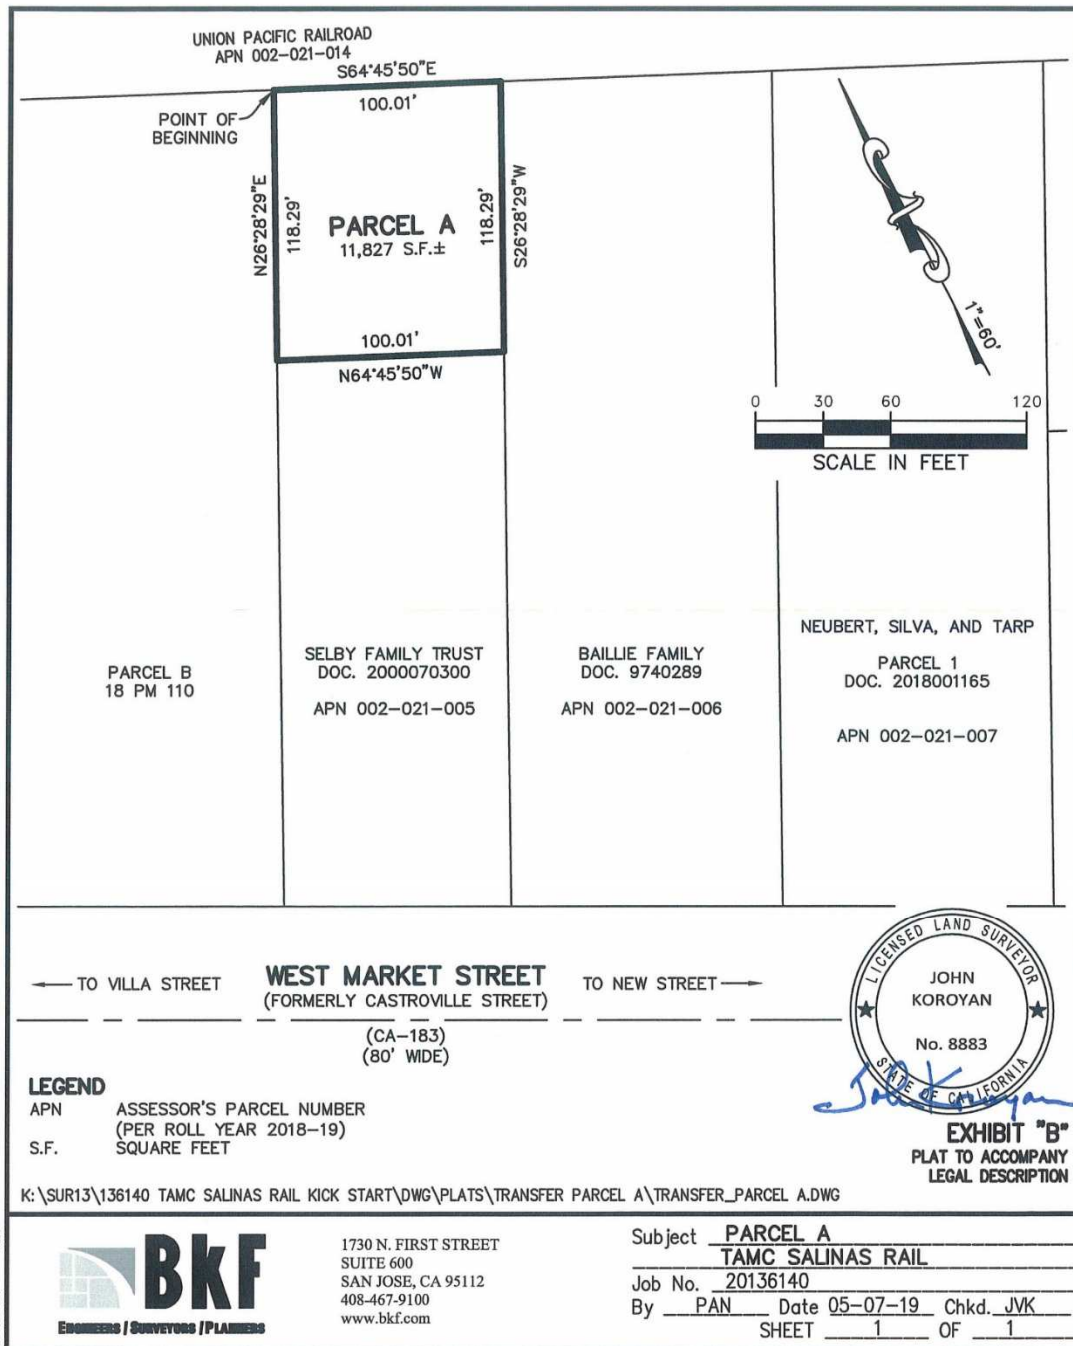 UNION PACIFIC RAILROAD
APN 002-021-014
S64°45'50"E
100.01'
POINT OF
BEGINNING
N26°28'29"E
118.29'
PARCEL A
11,827 S.F.±
118.29'
S26°28'29"W
100.01'
N64°45'50"W
1"=60'
0 30 60 120
SCALE IN FEET
PARCEL B
18 PM 110
SELBY FAMILY TRUST
DOC. 2000070300
APN 002-021-005
BAILLIE FAMILY
DOC. 9740289
APN 002-021-006
NEUBERT, SILVA, AND TARP
PARCEL 1
DOC. 2018001165
APN 002-021-007
TO VILLA STREET
WEST MARKET STREET
(FORMERLY CASTROVILLE STREET)
TO NEW STREET
(CA-183)
(80' WIDE)
LICENSED LAND SURVEYOR
JOHN
KOROYAN
No. 8883
STATE OF CALIFORNIA
John Koroyan
LEGEND
APN ASSESSOR'S PARCEL NUMBER
(PER ROLL YEAR 2018-19)
S.F. SQUARE FEET
EXHIBIT "B"
PLAT TO ACCOMPANY
LEGAL DESCRIPTION
K:\SUR13\136140 TAMC SALINAS RAIL KICK START\DWG\PLATS\TRANSFER PARCEL A\TRANSFER_PARCEL A.DWG
BKF
ENGINEERS / SURVEYORS / PLANNERS
1730 N. FIRST STREET
SUITE 600
SAN JOSE, CA 95112
408-467-9100
www.bkf.com
Subject PARCEL A
TAMC SALINAS RAIL
Job No. 20136140
By PAN Date 05-07-19 Chkd. JVK
SHEET 1 OF 1